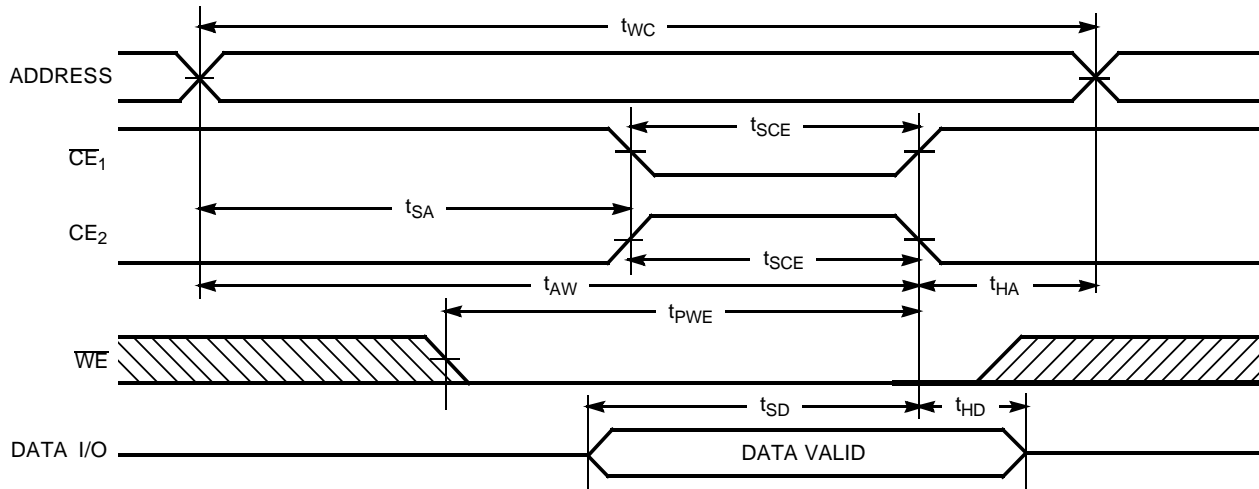 tWC
ADDRESS
tSCE
CE1
tSA
CE2
tSCE
tAW
tHA
tPWE
WE
tSD
tHD
DATA I/O
DATA VALID